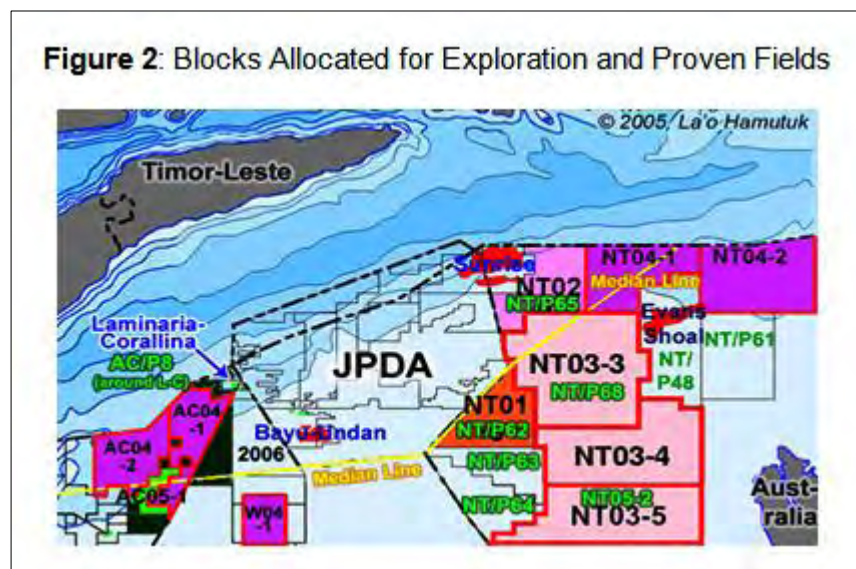 Figure 2: Blocks Allocated for Exploration and Proven Fields
© 2005, La'o Hamutuk
Timor-Leste
Sunrise
NT04-1
NT04-2
NT02
Median Line
NT/P65
Evans
Shoal
Laminaria-
Corallina
AC/P8
(around L-C)
JPDA
NT03-3
NT/
P48
NT/P61
NT/P68
AC04
-1
NT01
NT/P62
AC04
-2
Bayu-Undan
2006
Median Line
NT/P63
NT03-4
AC05-1
W04
-1
NT/P64
NT05-2
NT03-5
Aust-
ralia